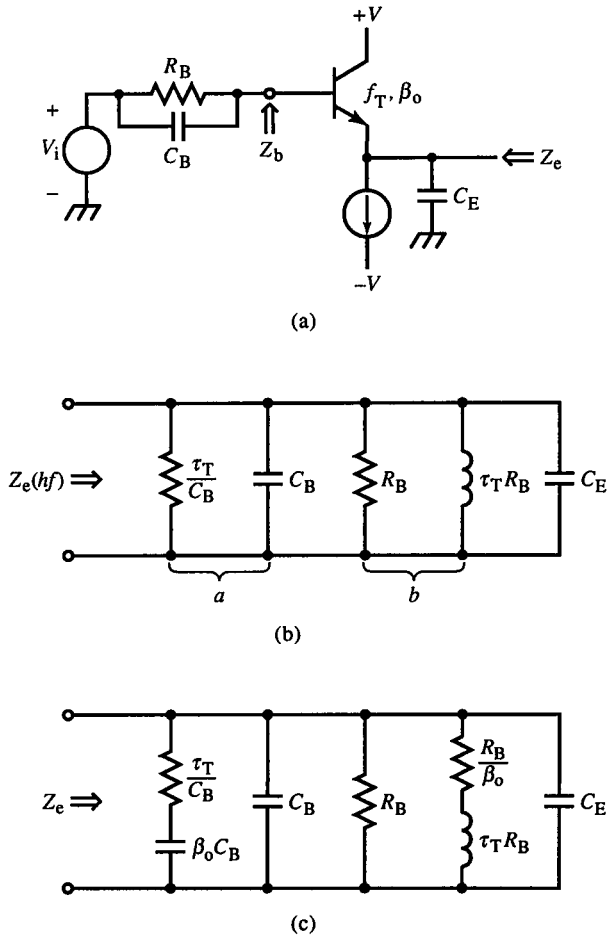 +V
R_B
+
V_i
−
C_B
Z_b
f_T, β_o
Z_e
C_E
−V
(a)
Z_e(hf)
τ_T
C_B
C_B
R_B
τ_T R_B
C_E
a
b
(b)
Z_e
τ_T
C_B
β_o C_B
C_B
R_B
R_B
β_o
τ_T R_B
C_E
(c)